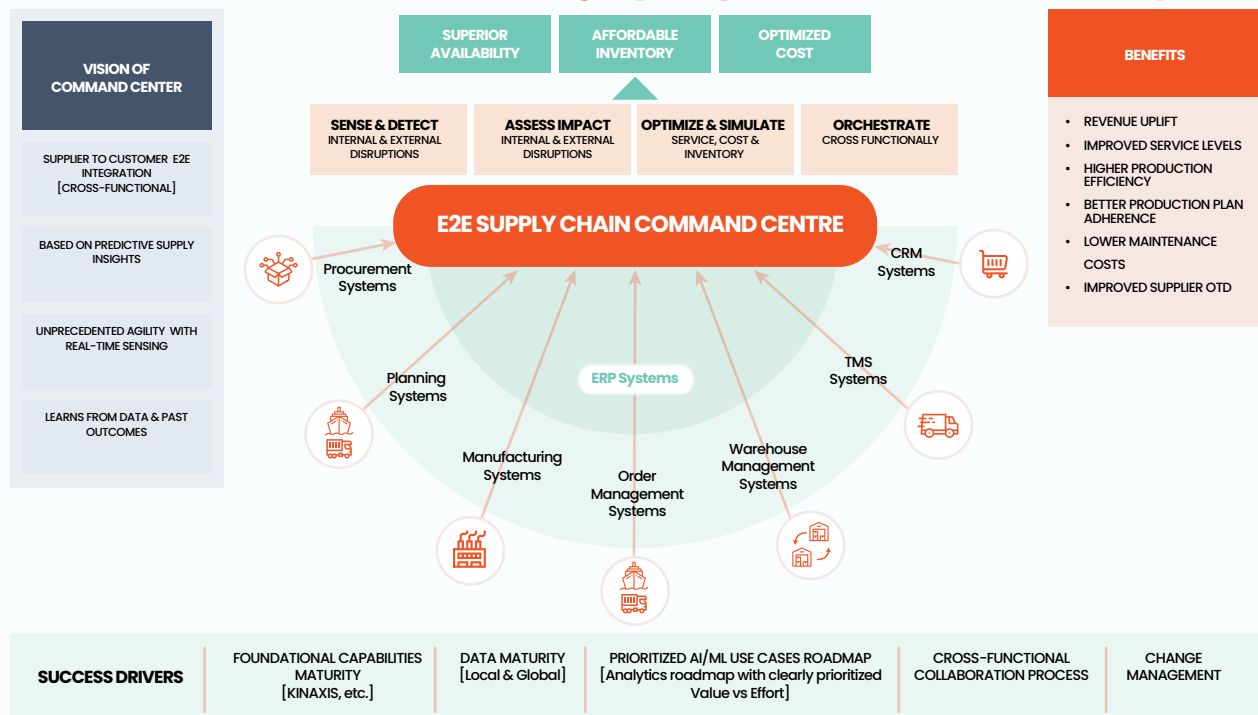 VISION OF
COMMAND CENTER
SUPPLIER TO CUSTOMER E2E
INTEGRATION
[CROSS-FUNCTIONAL]
BASED ON PREDICTIVE SUPPLY
INSIGHTS
UNPRECEDENTED AGILITY WITH
REAL-TIME SENSING
LEARNS FROM DATA & PAST
OUTCOMES
SUPERIOR
AVAILABILITY
AFFORDABLE
INVENTORY
OPTIMIZED
COST
SENSE & DETECT
INTERNAL & EXTERNAL
DISRUPTIONS
ASSESS IMPACT
INTERNAL & EXTERNAL
DISRUPTIONS
OPTIMIZE & SIMULATE
SERVICE, COST &
INVENTORY
ORCHESTRATE
CROSS FUNCTIONALLY
E2E SUPPLY CHAIN COMMAND CENTRE
Procurement
Systems
Planning
Systems
Manufacturing
Systems
ERP Systems
Order
Management
Systems
Warehouse
Management
Systems
TMS
Systems
CRM
Systems
BENEFITS
• REVENUE UPLIFT
• IMPROVED SERVICE LEVELS
• HIGHER PRODUCTION
EFFICIENCY
• BETTER PRODUCTION PLAN
ADHERENCE
• LOWER MAINTENANCE
COSTS
• IMPROVED SUPPLIER OTD
SUCCESS DRIVERS
FOUNDATIONAL CAPABILITIES
MATURITY
[KINAXIS, etc.]
DATA MATURITY
[Local & Global]
PRIORITIZED AI/ML USE CASES ROADMAP
[Analytics roadmap with clearly prioritized
Value vs Effort]
CROSS-FUNCTIONAL
COLLABORATION PROCESS
CHANGE
MANAGEMENT